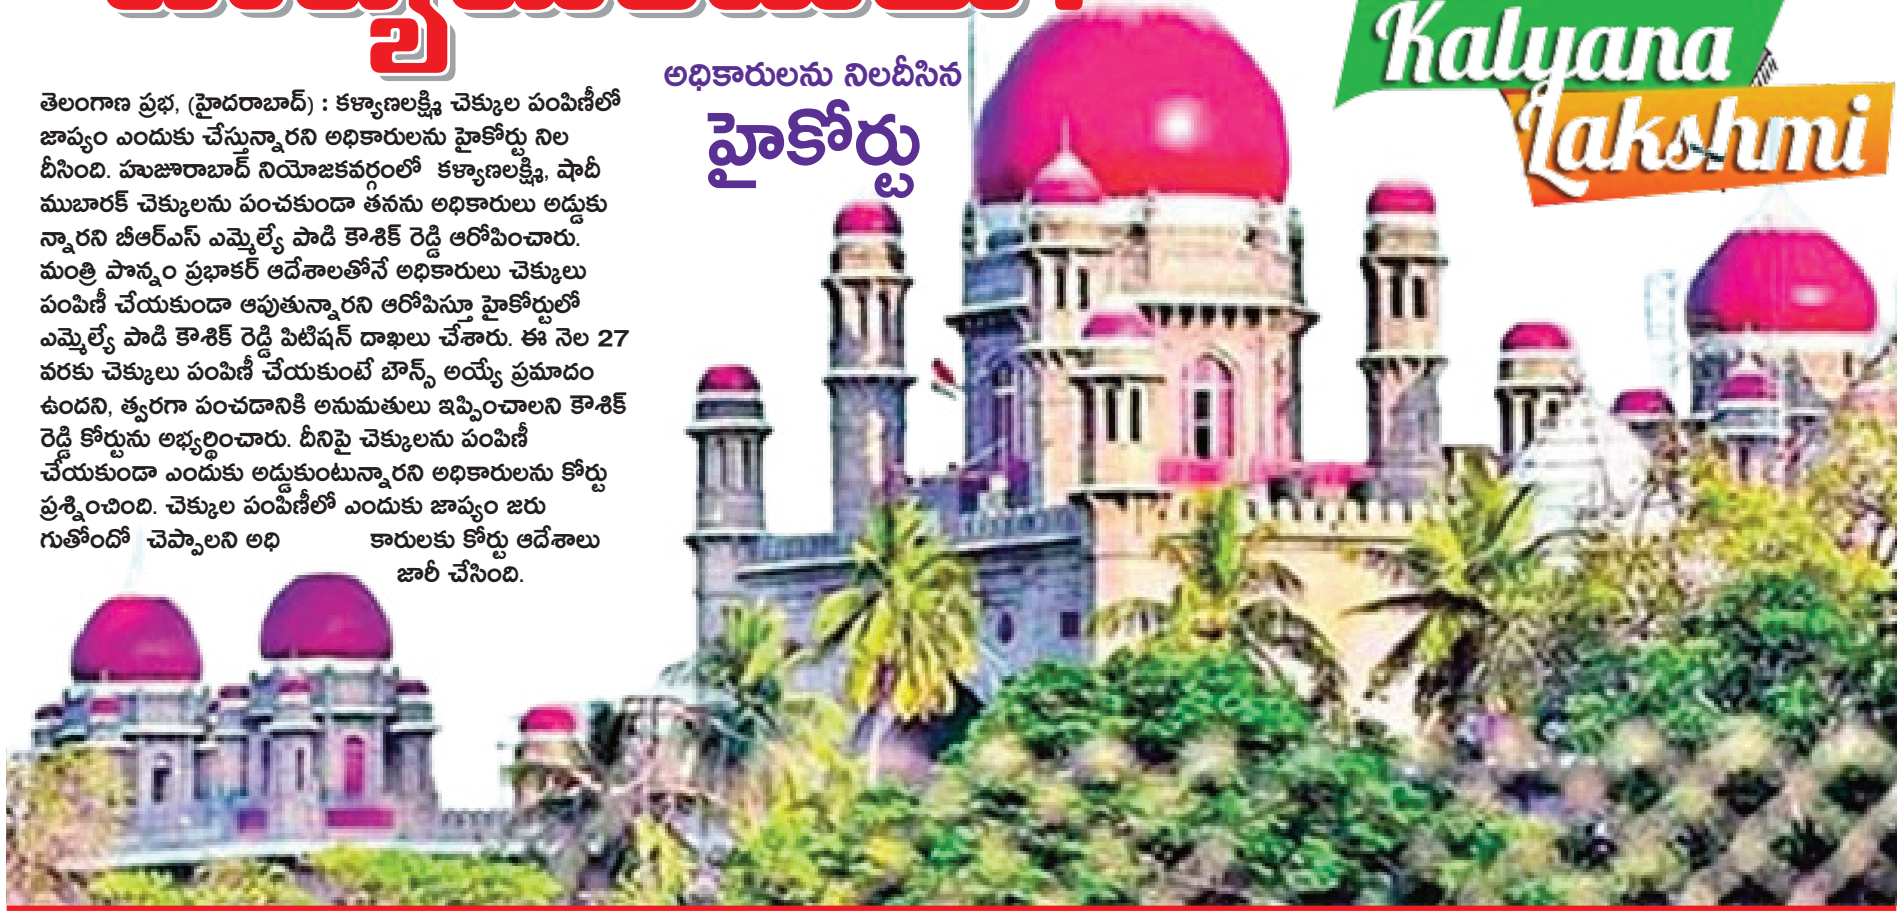 అధికారులను నిలదీసిన
హైకోర్టు
Kalyana
Lakshmi
తెలంగాణ ప్రభ, (హైదరాబాద్) : కళ్యాణలక్ష్మి చెక్కుల పంపిణీలో
జాప్యం ఎందుకు చేస్తున్నారని అధికారులను హైకోర్టు నిల
దీసింది. హుజూరాబాద్ నియోజకవర్గంలో కళ్యాణలక్ష్మి, షాదీ
ముబారక్ చెక్కులను పంచకుండా తనను అధికారులు అడ్డుకు
న్నారని బీఆర్ఎస్ ఎమ్మెల్యే పాడి కౌశిక్ రెడ్డి ఆరోపించారు.
మంత్రి పొన్నం ప్రభాకర్ ఆదేశాలతోనే అధికారులు చెక్కులు
పంపిణీ చేయకుండా ఆపుతున్నారని ఆరోపిస్తూ హైకోర్టులో
ఎమ్మెల్యే పాడి కౌశిక్ రెడ్డి పిటిషన్ దాఖలు చేశారు. ఈ నెల 27
వరకు చెక్కులు పంపిణీ చేయకుంటే బౌన్స్ అయ్యే ప్రమాదం
ఉందని, త్వరగా పంచడానికి అనుమతులు ఇప్పించాలని కౌశిక్
రెడ్డి కోర్టును అభ్యర్థించారు. దీనిపై చెక్కులను పంపిణీ
చేయకుండా ఎందుకు అడ్డుకుంటున్నారని అధికారులను కోర్టు
ప్రశ్నించింది. చెక్కుల పంపిణీలో ఎందుకు జాప్యం జరు
గుతోందో చెప్పాలని అధి కారులకు కోర్టు ఆదేశాలు
జారీ చేసింది.